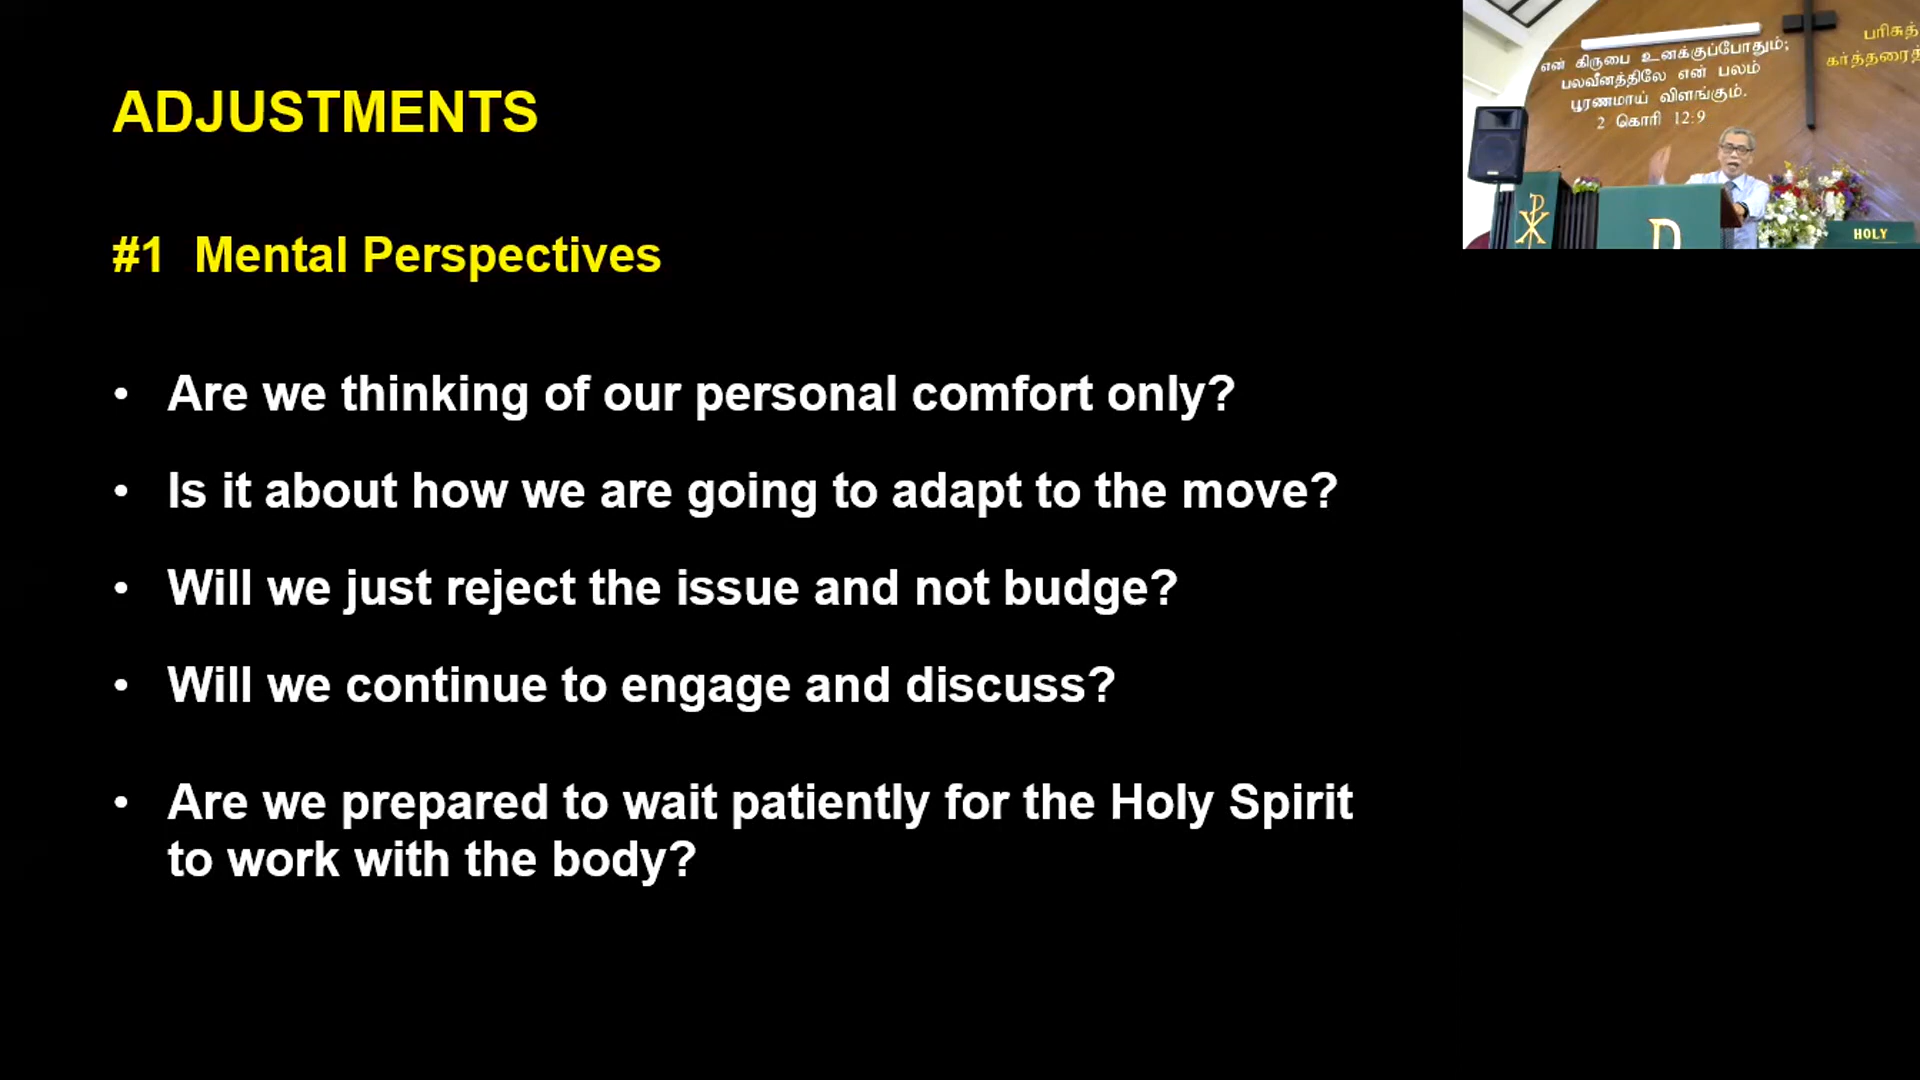 ADJUSTMENTS
#1 Mental Perspectives
• Are we thinking of our personal comfort only?
• Is it about how we are going to adapt to the move?
• Will we just reject the issue and not budge?
• Will we continue to engage and discuss?
• Are we prepared to wait patiently for the Holy Spirit
to work with the body?
என் கிருபை உனக்குப்போதும்;
பலவீனத்திலே என் பலம்
பூரணமாய் விளங்கும்.
2 கொரி 12:9
பரிசுத்
கர்த்தரைத்
HOLY